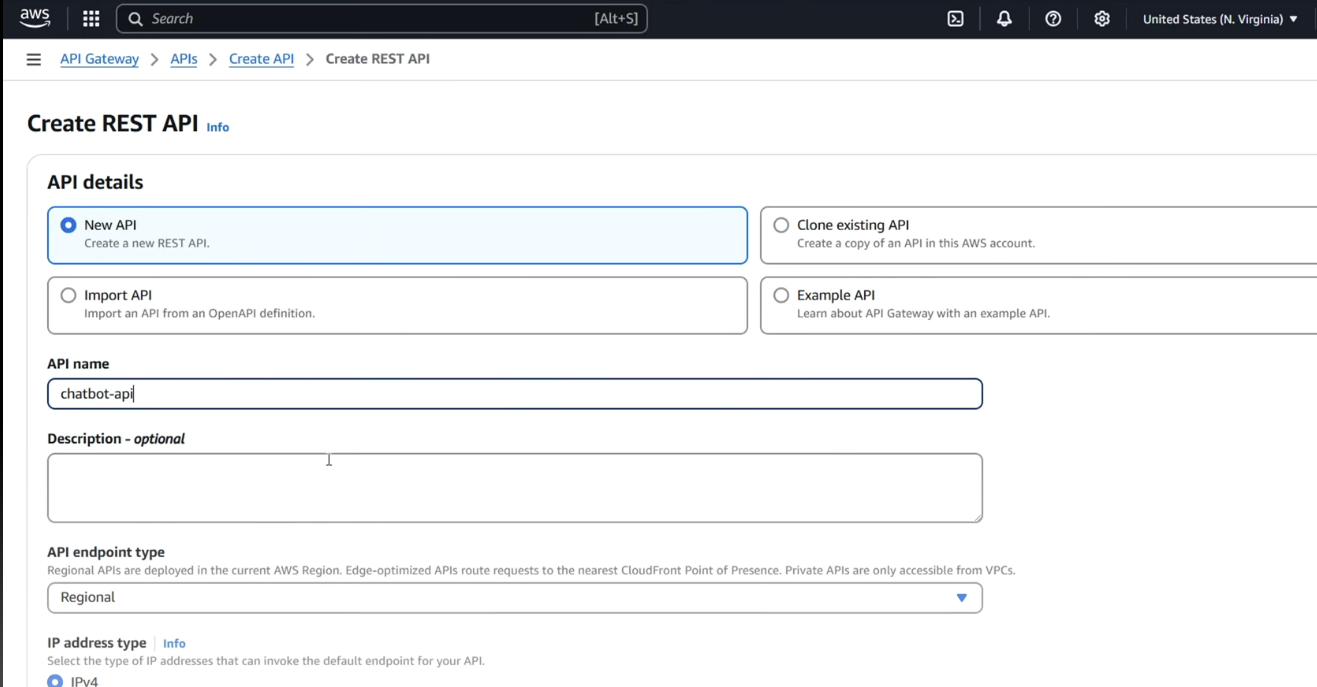 aws
Search [Alt+S] United States (N. Virginia)
API Gateway > APIs > Create API > Create REST API
Create REST API Info
API details
New API
Create a new REST API.
Clone existing API
Create a copy of an API in this AWS account.
Import API
Import an API from an OpenAPI definition.
Example API
Learn about API Gateway with an example API.
API name
chatbot-api
Description - optional
API endpoint type
Regional APIs are deployed in the current AWS Region. Edge-optimized APIs route requests to the nearest CloudFront Point of Presence. Private APIs are only accessible from VPCs.
Regional
IP address type Info
Select the type of IP addresses that can invoke the default endpoint for your API.
IPv4